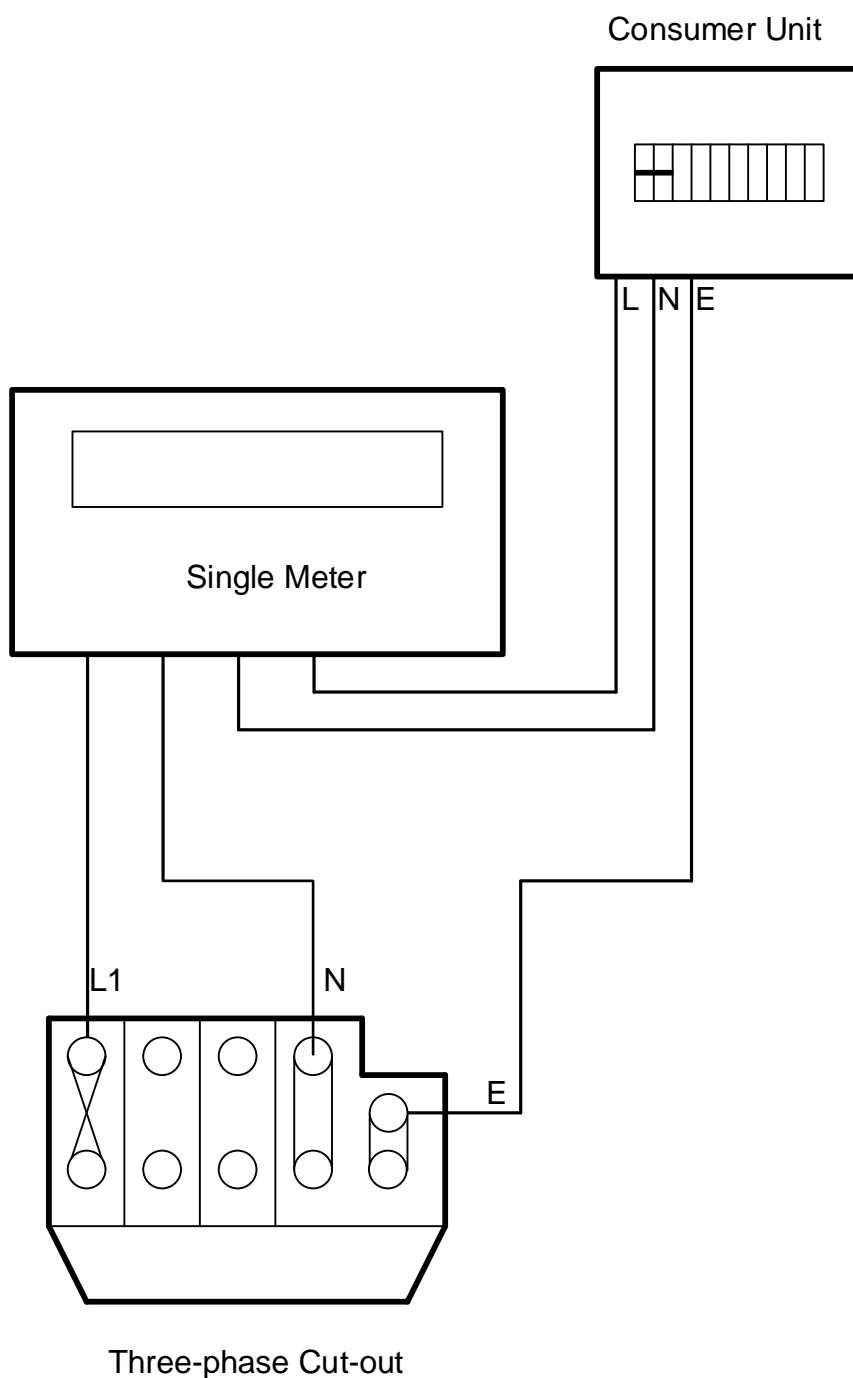 Consumer Unit
L N E
Single Meter
L1
N
E
Three-phase Cut-out